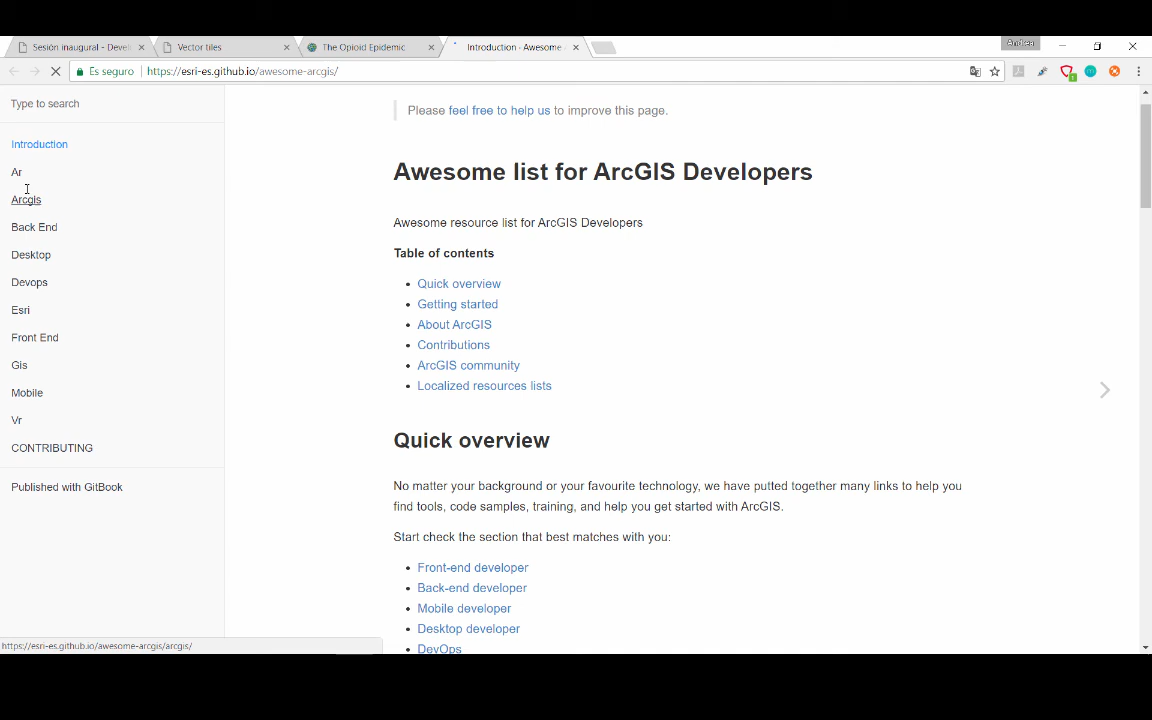 Sesión inaugural - Devel
Vector tiles
The Opioid Epidemic
Introduction - Awesome
Andrea
Es seguro
https://esri-es.github.io/awesome-arcgis/
Type to search
Introduction
Ar
Arcgis
Back End
Desktop
Devops
Esri
Front End
Gis
Mobile
Vr
CONTRIBUTING
Published with GitBook
https://esri-es.github.io/awesome-arcgis/arcgis/
Please feel free to help us to improve this page.
Awesome list for ArcGIS Developers
Awesome resource list for ArcGIS Developers
Table of contents
Quick overview
Getting started
About ArcGIS
Contributions
ArcGIS community
Localized resources lists
Quick overview
No matter your background or your favourite technology, we have putted together many links to help you
find tools, code samples, training, and help you get started with ArcGIS.
Start check the section that best matches with you:
Front-end developer
Back-end developer
Mobile developer
Desktop developer
DevOps